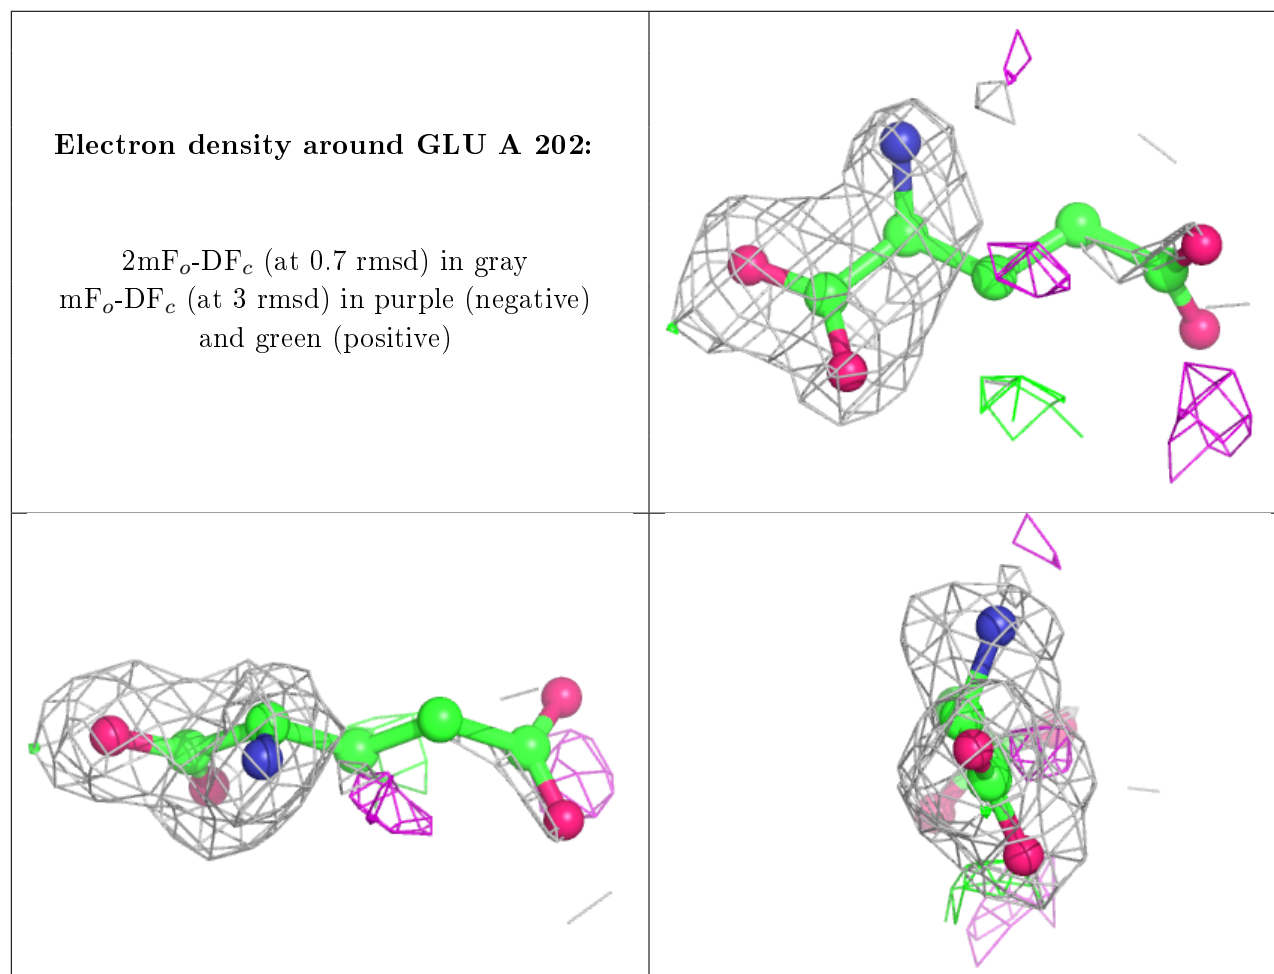 Electron density around GLU A 202:
2mFo-DFc (at 0.7 rmsd) in gray
mFo-DFc (at 3 rmsd) in purple (negative)
and green (positive)